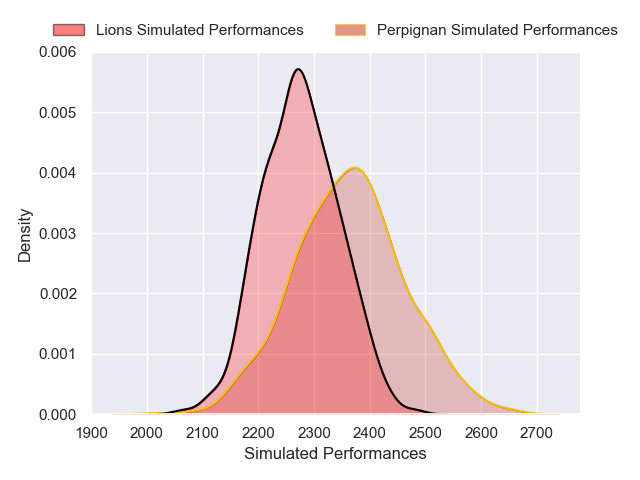 Lions Simulated Performances Perpignan Simulated Performances
0.006
0.005
0.004
0.003
0.002
0.001
0.000
Density
1900 2000 2100 2200 2300 2400 2500 2600 2700
Simulated Performances